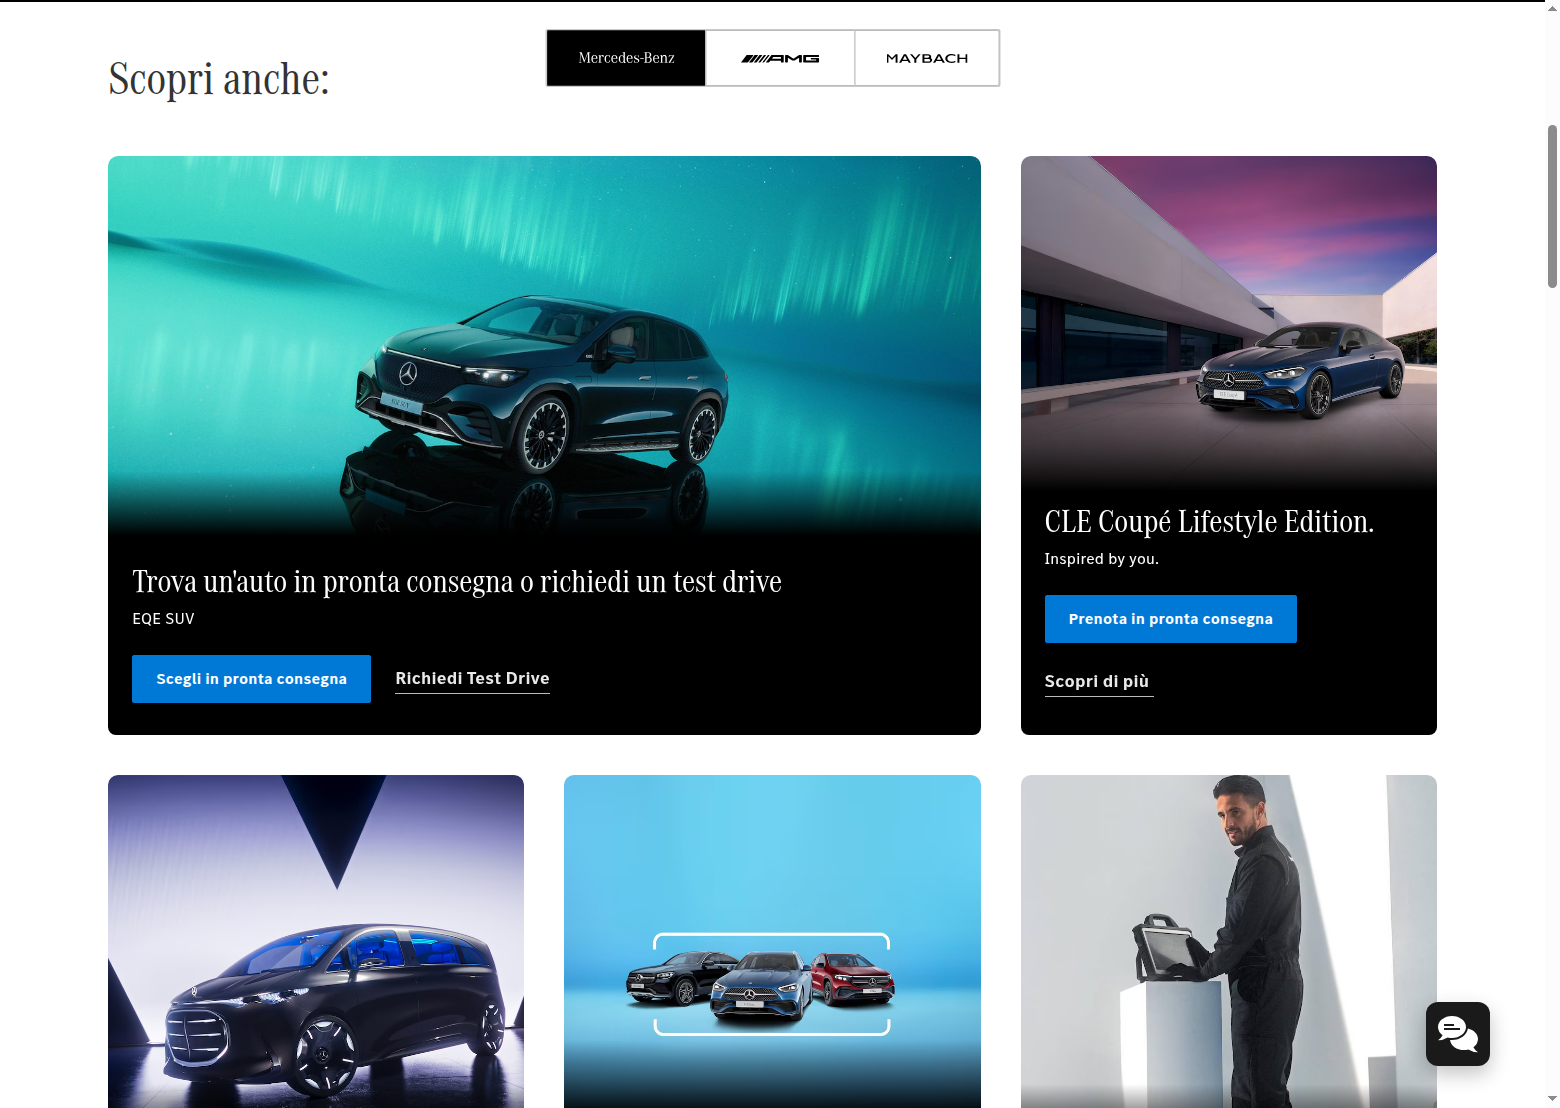 Scopri anche:
Mercedes-Benz
AMG
MAYBACH
Trova un'auto in pronta consegna o richiedi un test drive
EQE SUV
Scegli in pronta consegna
Richiedi Test Drive
CLE Coupé Lifestyle Edition.
Inspired by you.
Prenota in pronta consegna
Scopri di più